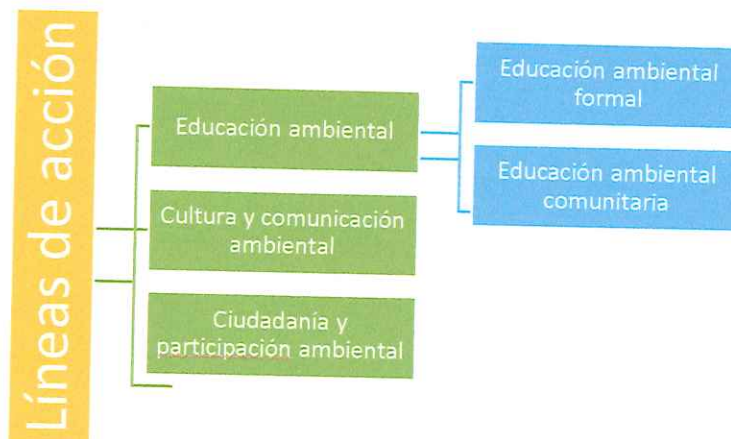 Líneas de acción
Educación ambiental
Cultura y comunicación
ambiental
Ciudadanía y
participación ambiental
Educación ambiental
formal
Educación ambiental
comunitaria